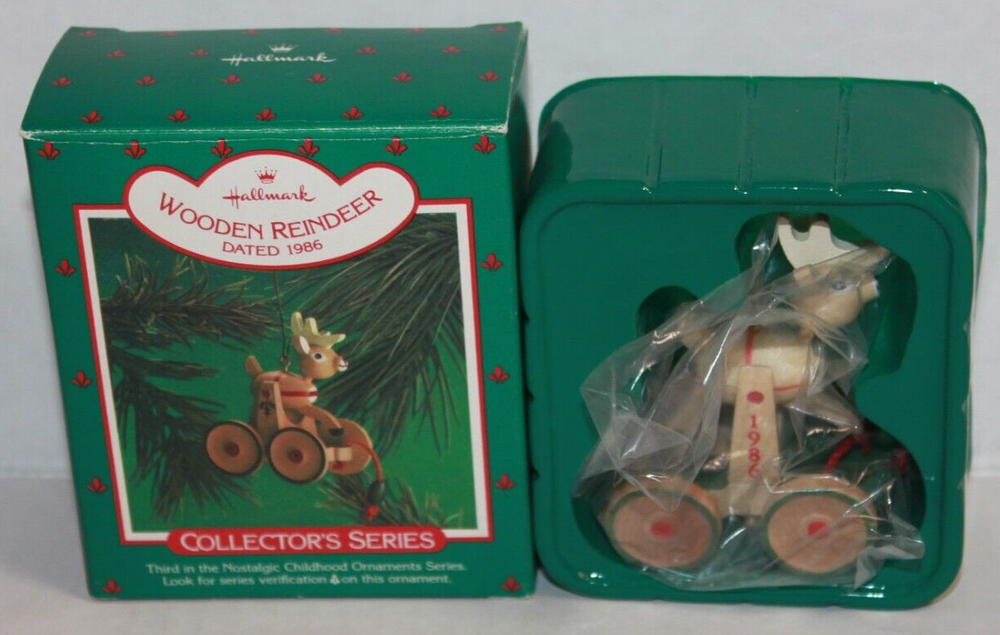 Hallmark
Hallmark
WOODEN REINDEER
DATED 1986
COLLECTOR'S SERIES
Third in the Nostalgic Childhood Ornaments Series.
Look for series verification on this ornament.
1986